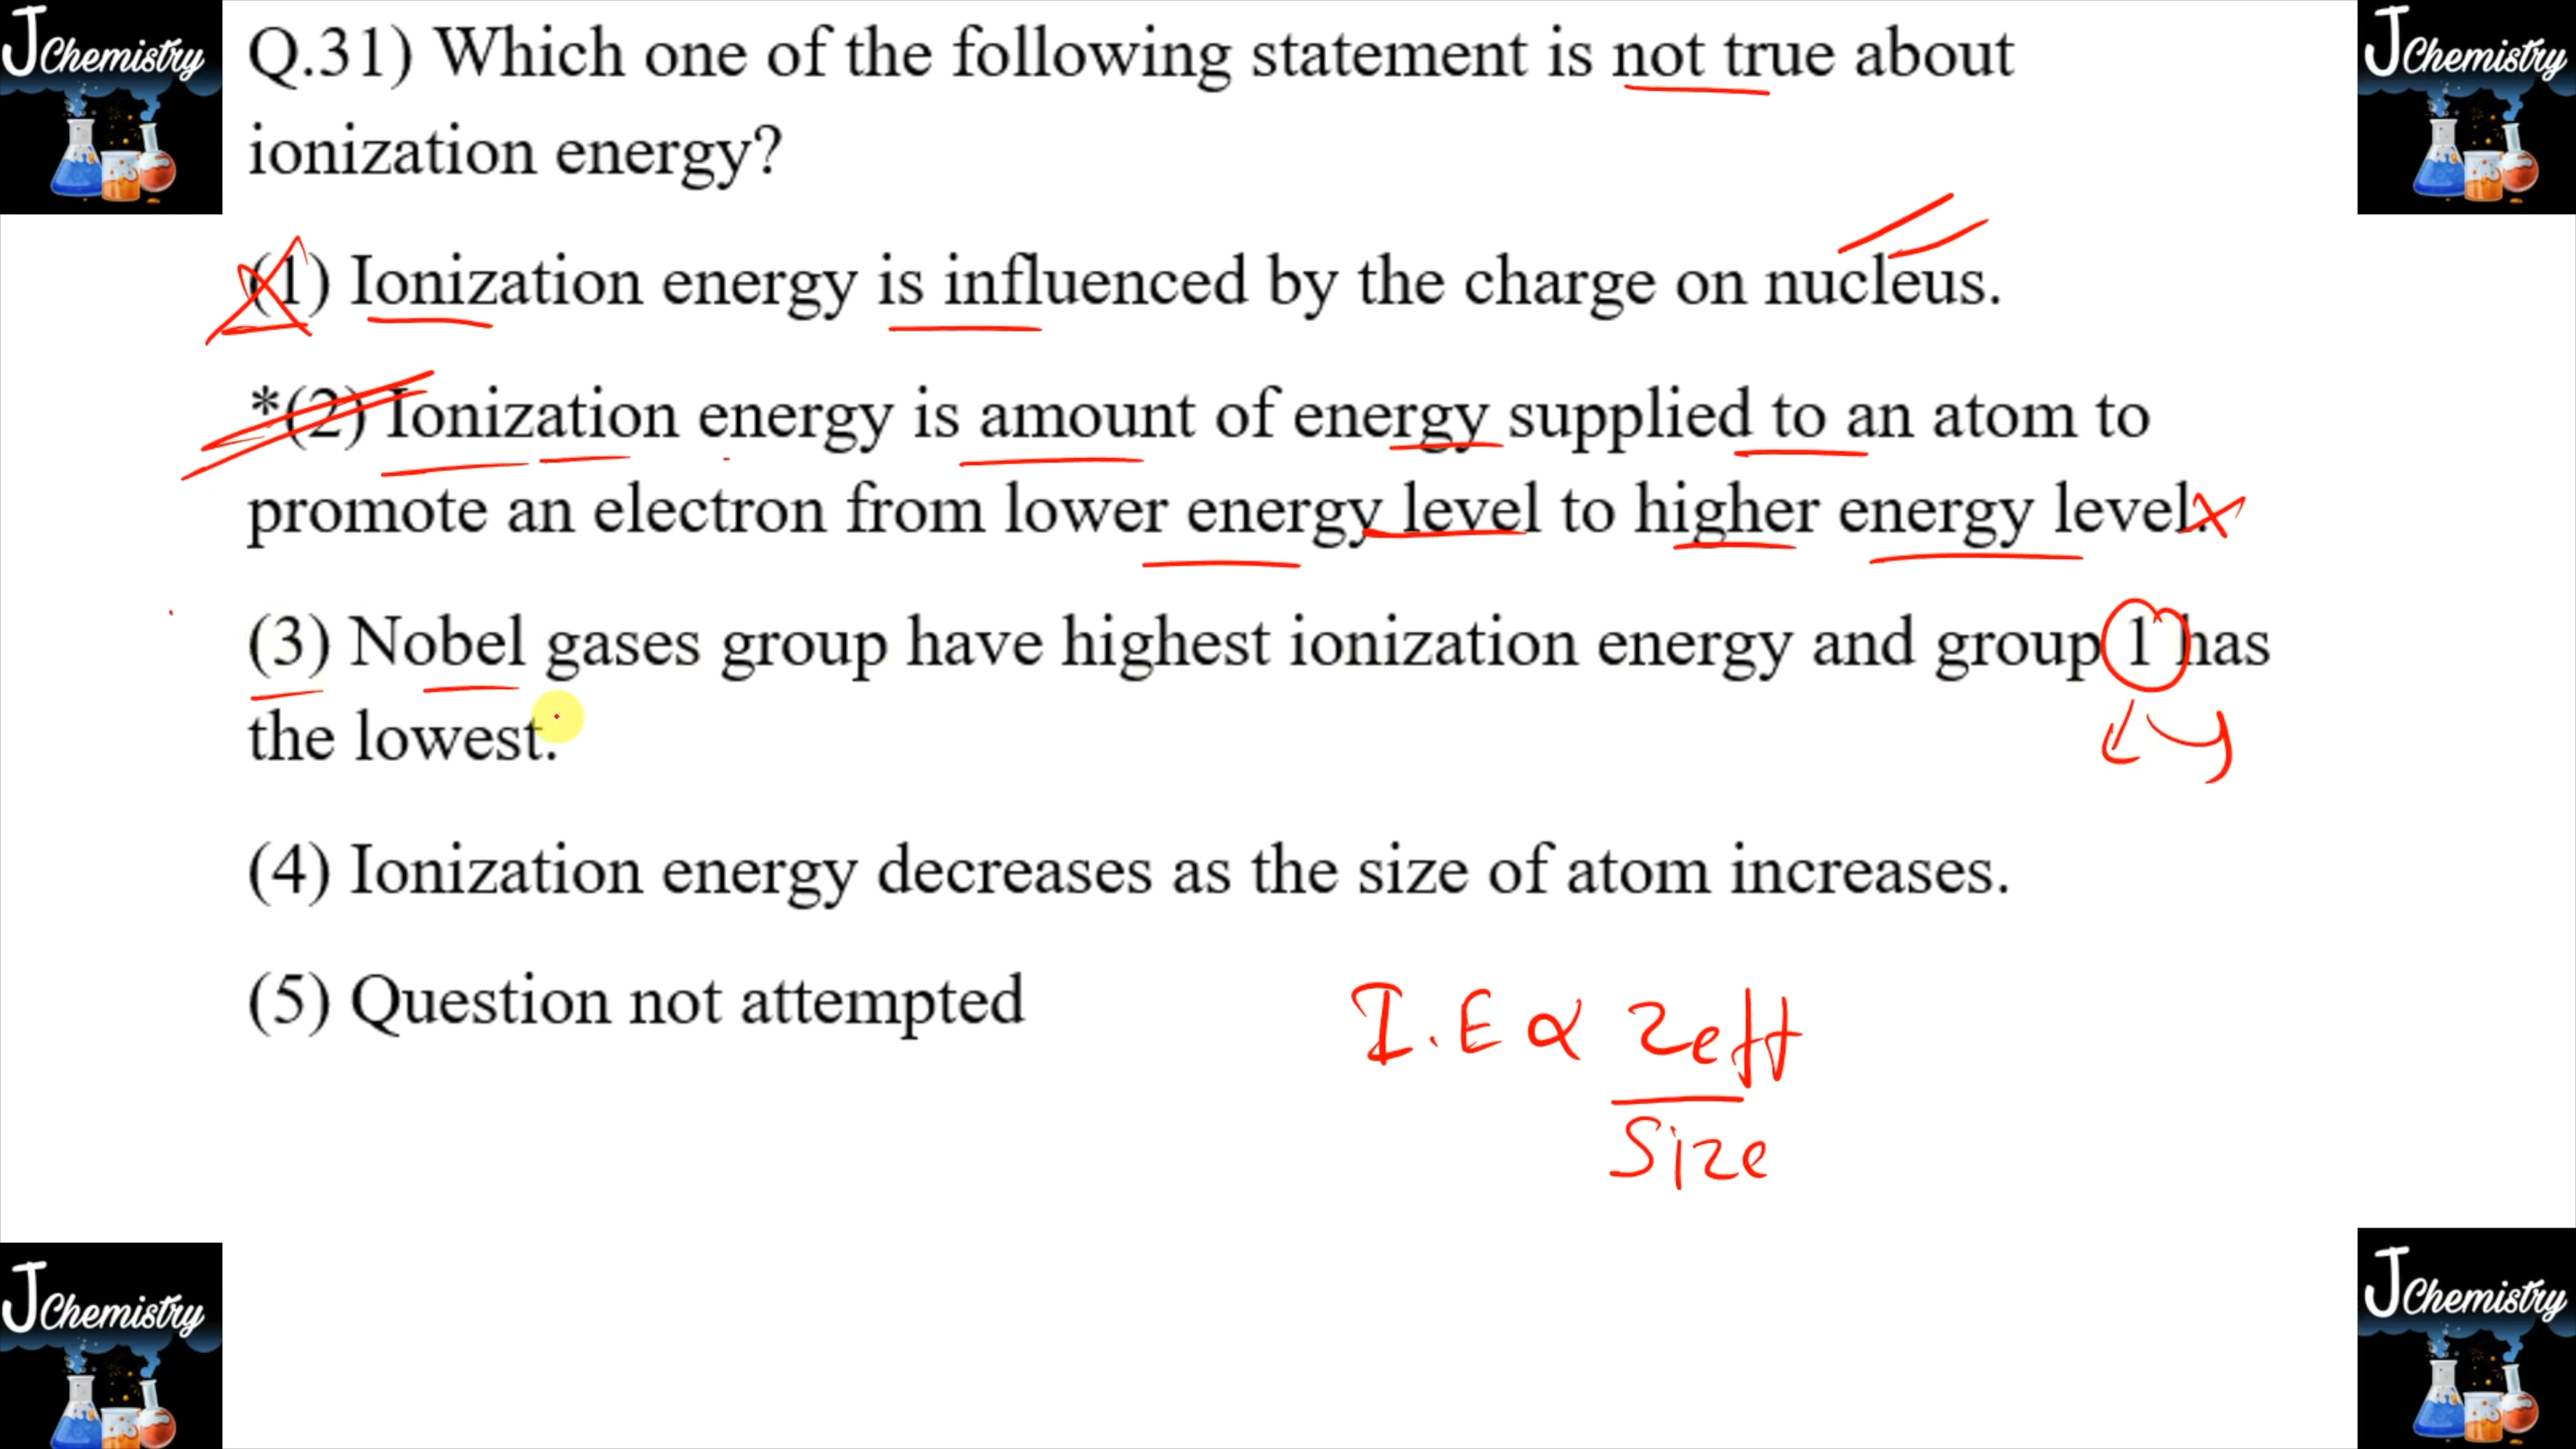 JChemistry
JChemistry
Q.31) Which one of the following statement is not true about
ionization energy?
(1) Ionization energy is influenced by the charge on nucleus.
*(2) Ionization energy is amount of energy supplied to an atom to
promote an electron from lower energy level to higher energy level.
(3) Nobel gases group have highest ionization energy and group 1 has
the lowest.
(4) Ionization energy decreases as the size of atom increases.
(5) Question not attempted
I.E ∝ Zeff
Size
JChemistry
JChemistry